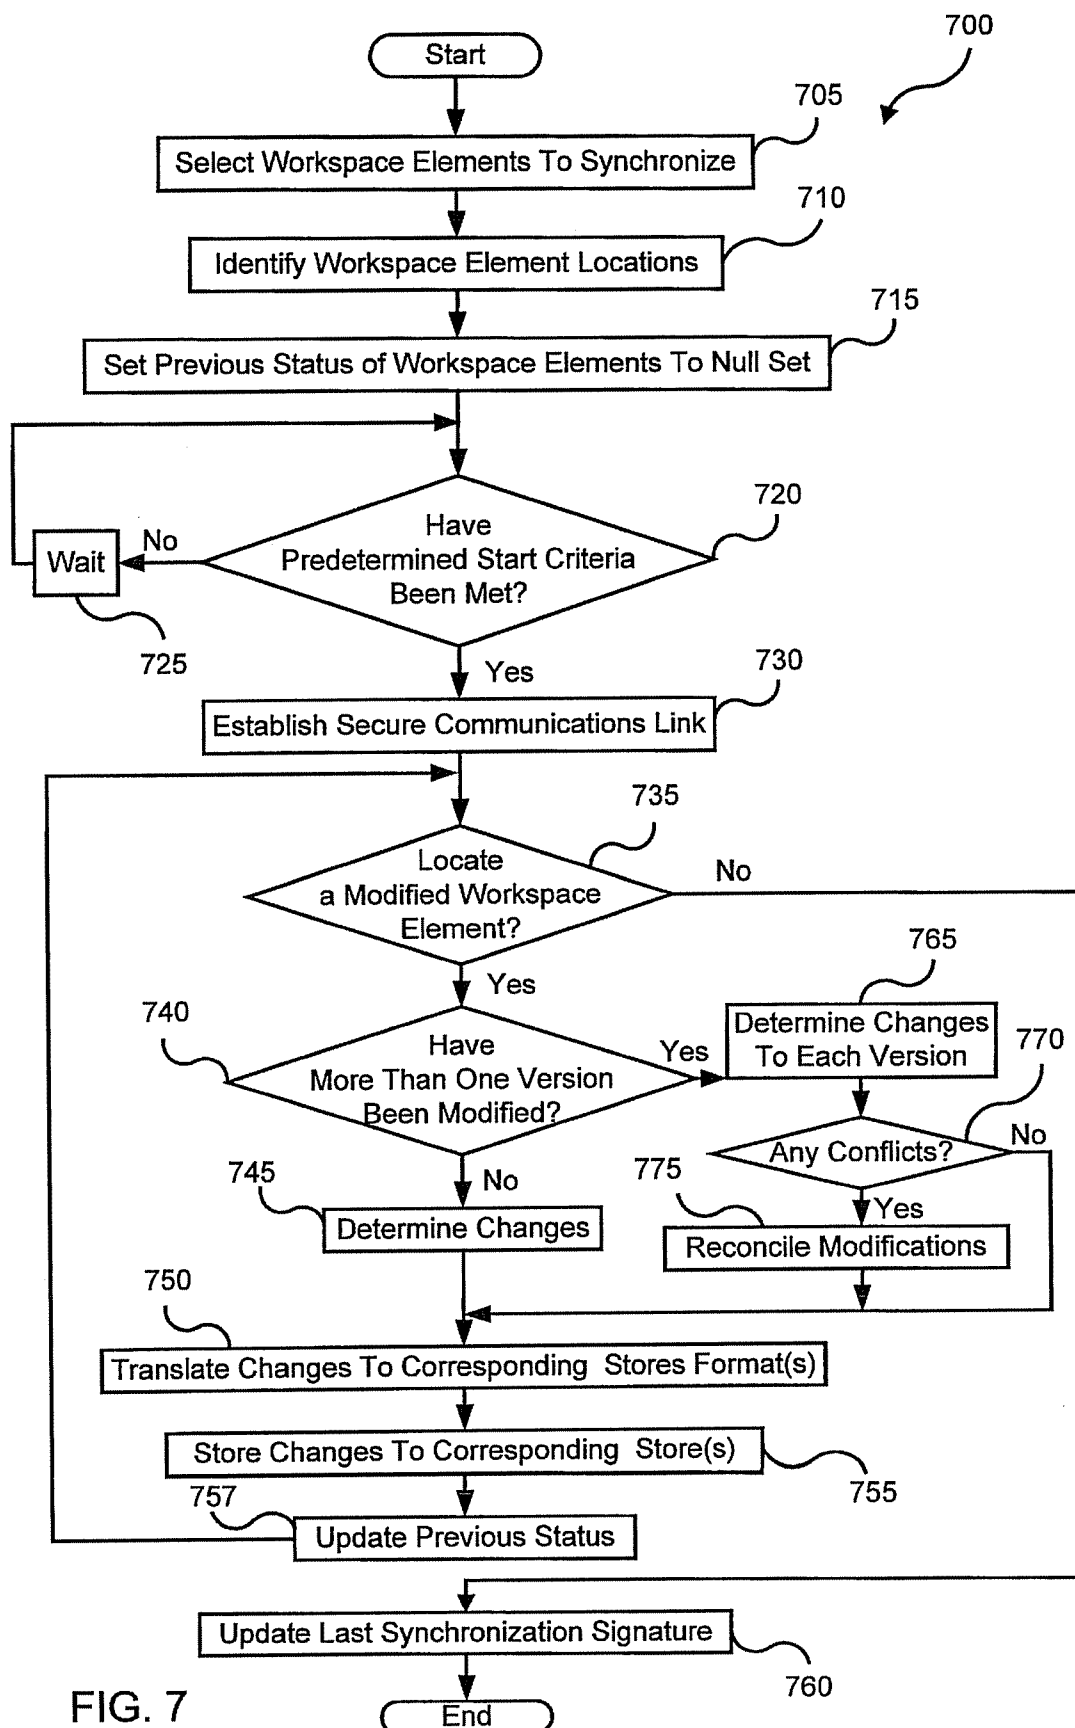 700
Start
705
Select Workspace Elements To Synchronize
710
Identify Workspace Element Locations
715
Set Previous Status of Workspace Elements To Null Set
720
Have
Predetermined Start Criteria
Been Met?
No
Wait
725
Yes
730
Establish Secure Communications Link
735
Locate
a Modified Workspace
Element?
No
Yes
740
Have
More Than One Version
Been Modified?
Yes
765
Determine Changes
To Each Version
770
Any Conflicts?
No
Yes
775
Reconcile Modifications
No
745
Determine Changes
750
Translate Changes To Corresponding Stores Format(s)
Store Changes To Corresponding Store(s)
755
757
Update Previous Status
Update Last Synchronization Signature
760
End
FIG. 7